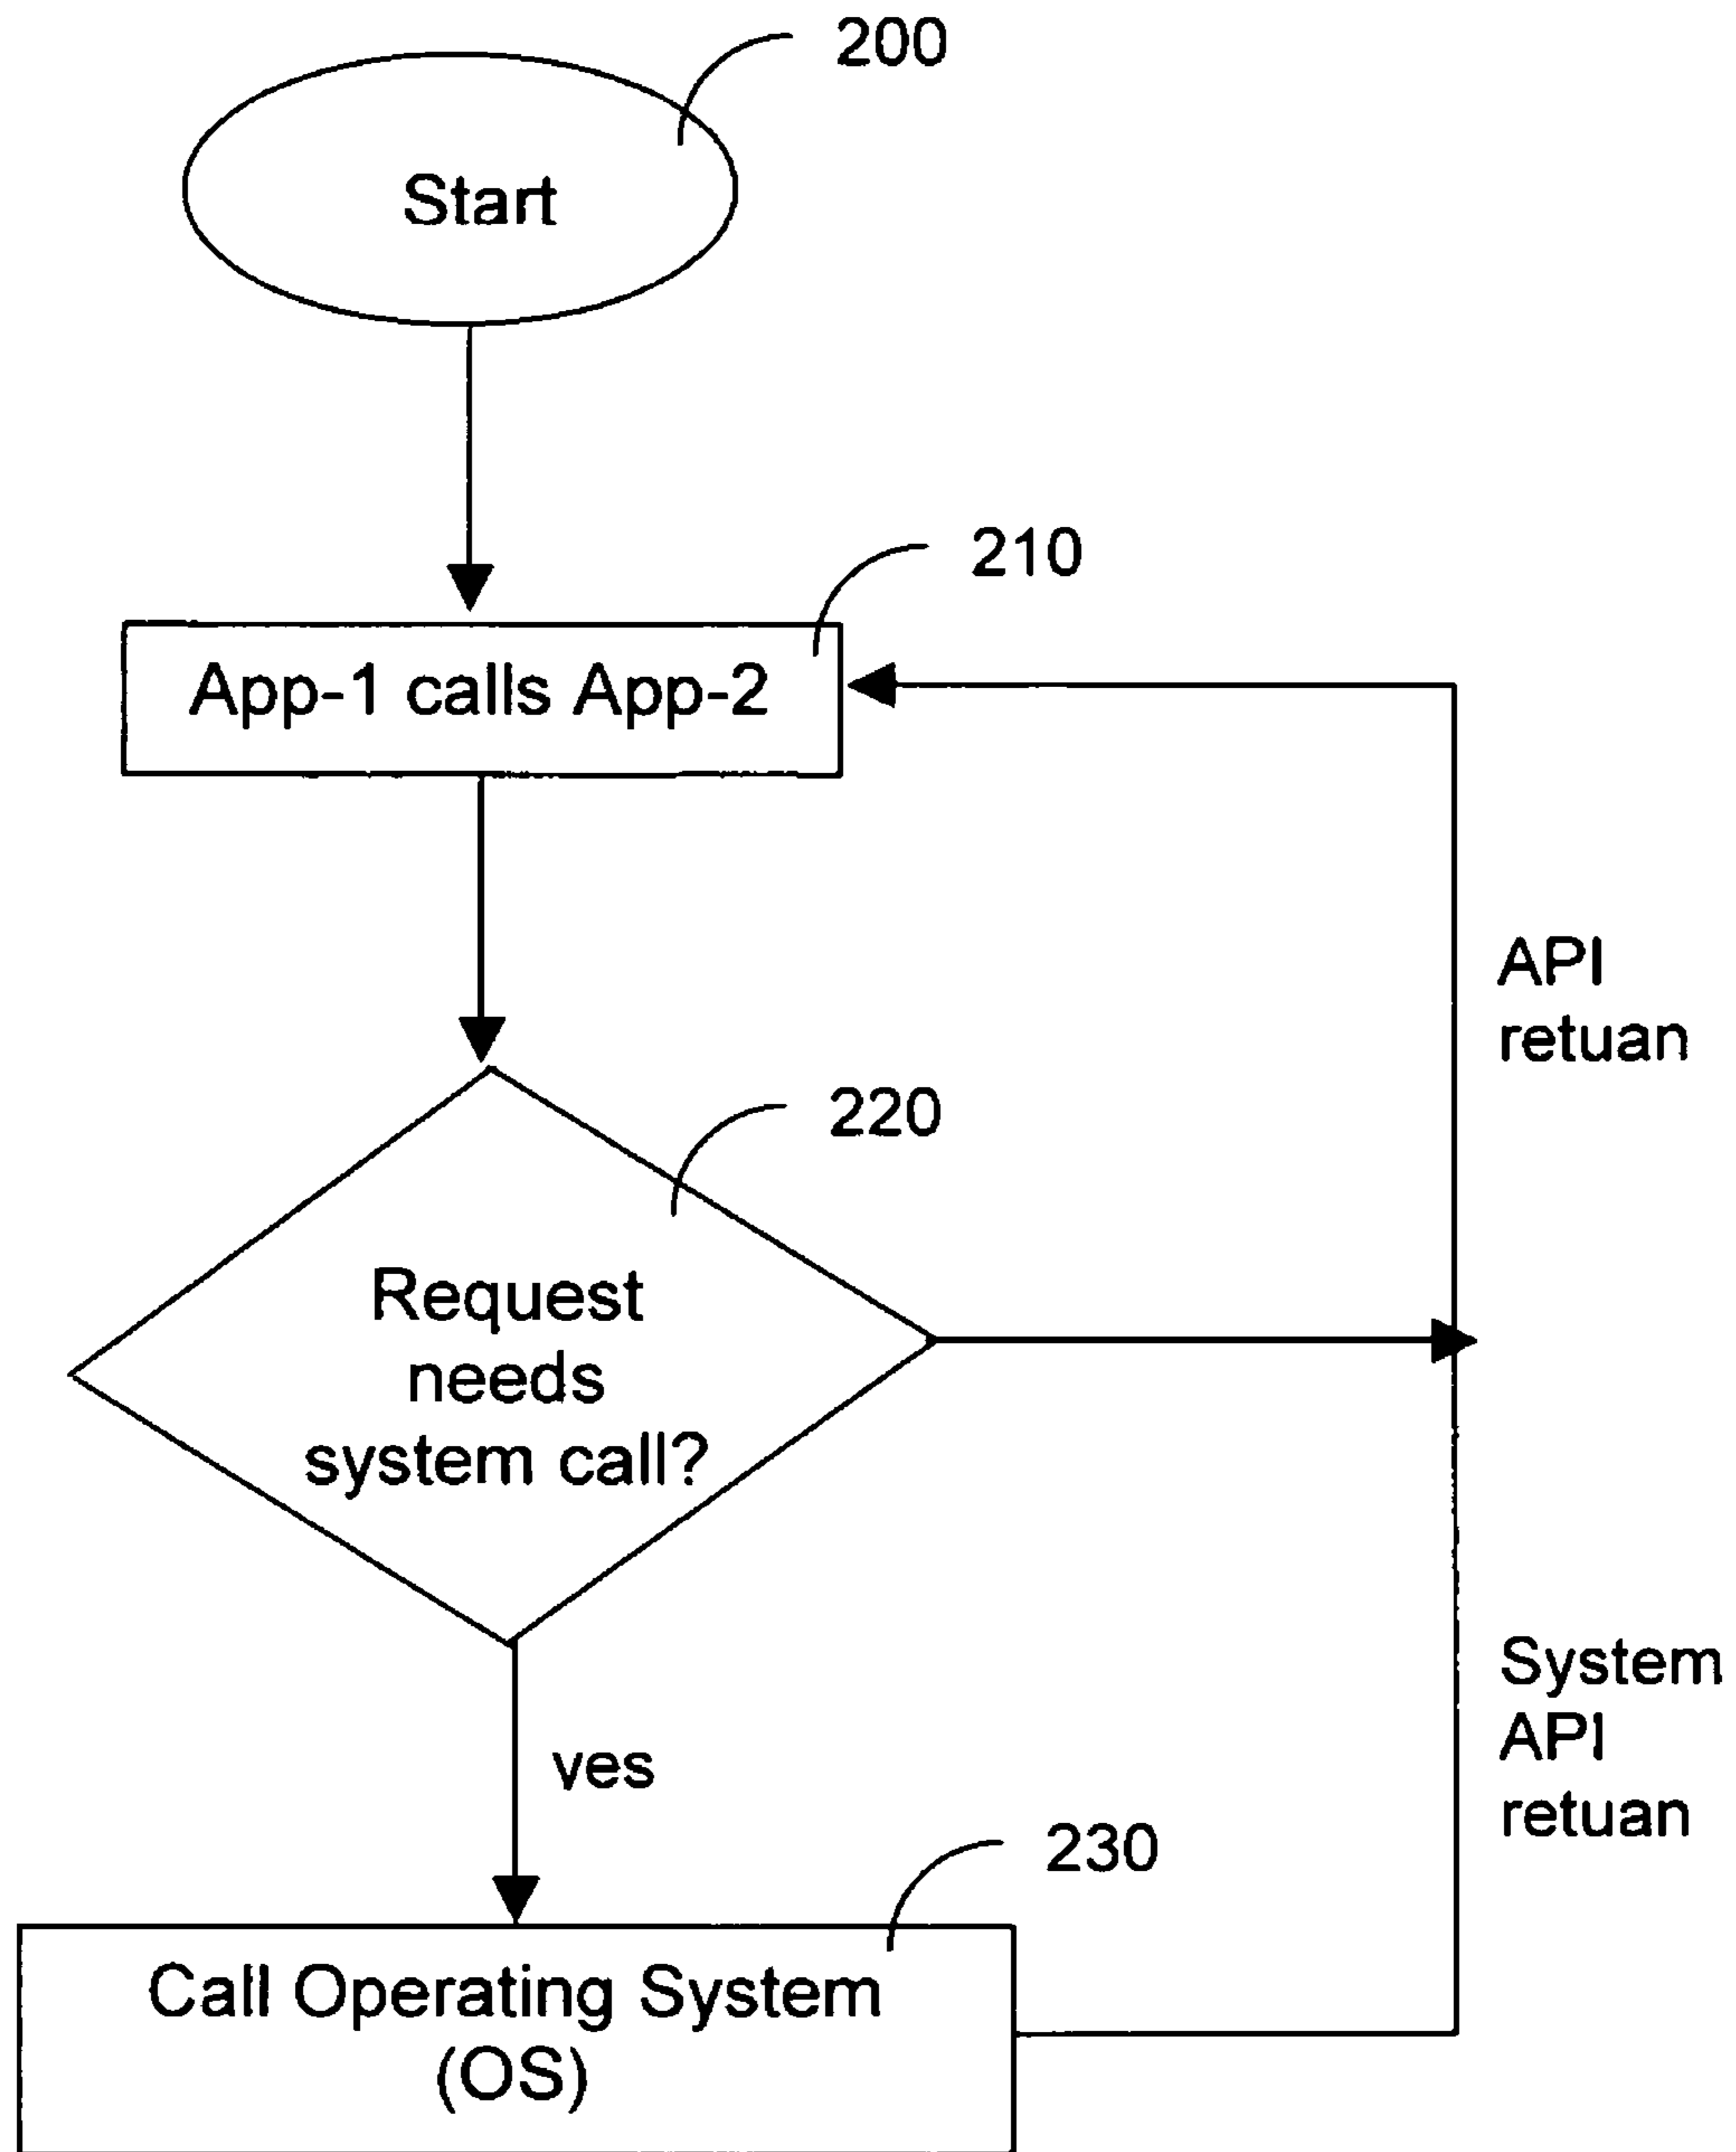 200
Start
210
App-1 calls App-2
API
retuan
220
Request
needs
system call?
System
API
retuan
ves
230
Call Operating System
(OS)